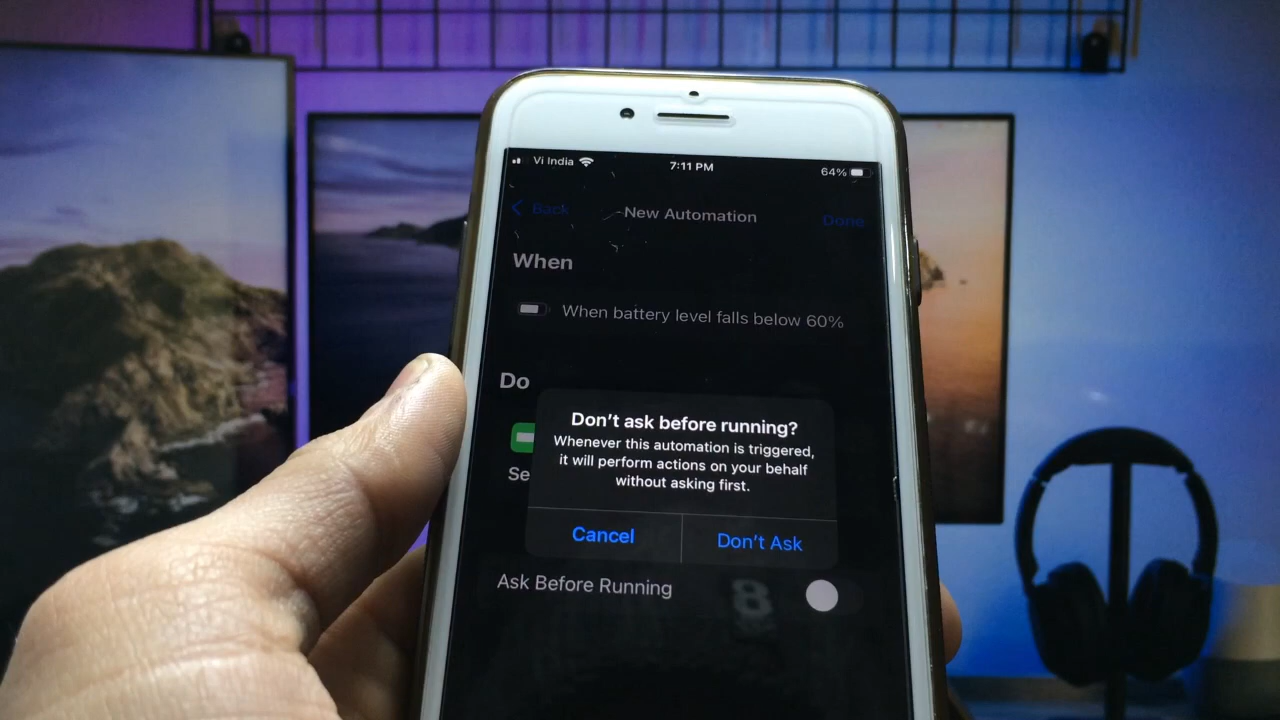 Vi India 7:11 PM 64%
Back New Automation Done
When
When battery level falls below 60%
Do
Don't ask before running?
Whenever this automation is triggered,
it will perform actions on your behalf
without asking first.
Se
Cancel Don't Ask
Ask Before Running
8